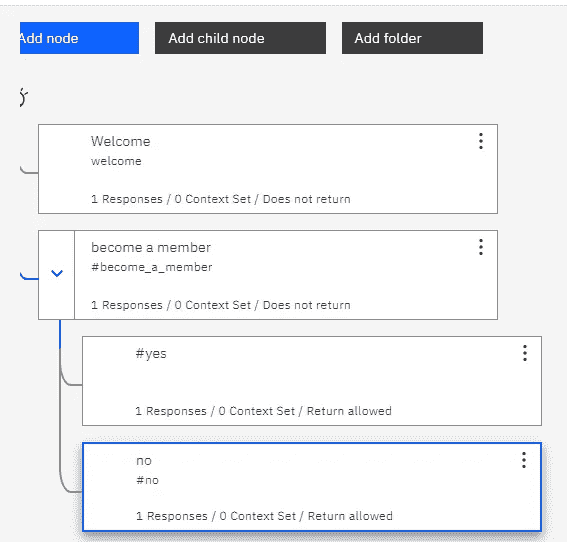 Add node
Add child node
Add folder
Welcome
welcome
1 Responses / 0 Context Set / Does not return
become a member
#become_a_member
1 Responses / 0 Context Set / Does not return
#yes
1 Responses / 0 Context Set / Return allowed
no
#no
1 Responses / 0 Context Set / Return allowed